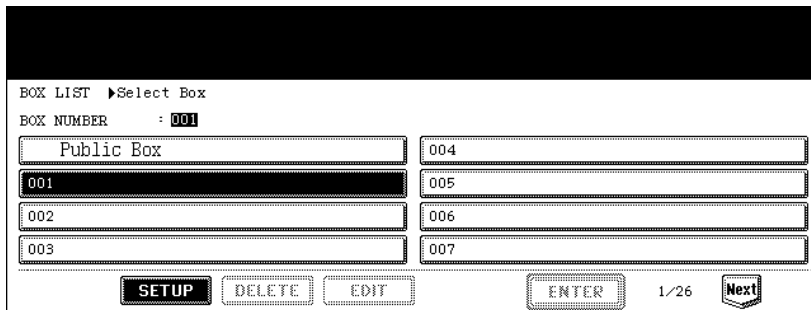 BOX LIST ▶Select Box
BOX NUMBER : 001
Public Box
001
002
003
004
005
006
007
SETUP DELETE EDIT ENTER 1/26 Next